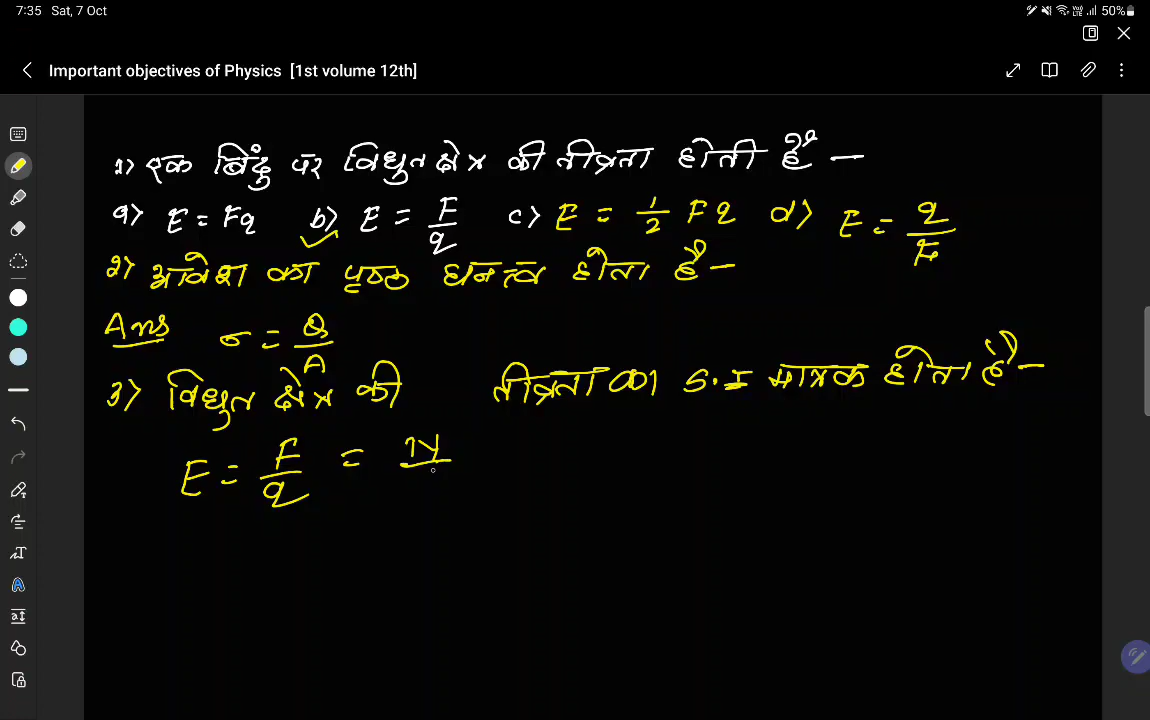 7:35 Sat, 7 Oct 50%
Important objectives of Physics [1st volume 12th]
1) एक बिंदु पर विधुत क्षेत्र की तीव्रता होती है —
a) E = Fq b) E = F/q c) E = 1/2 Fq d) E = q/F
2) आवेश का पृष्ठ घनत्व होता है —
Ans σ = Q/A
3) विधुत क्षेत्र की तीव्रता का S.I मात्रक होता है —
E = F/q = N/